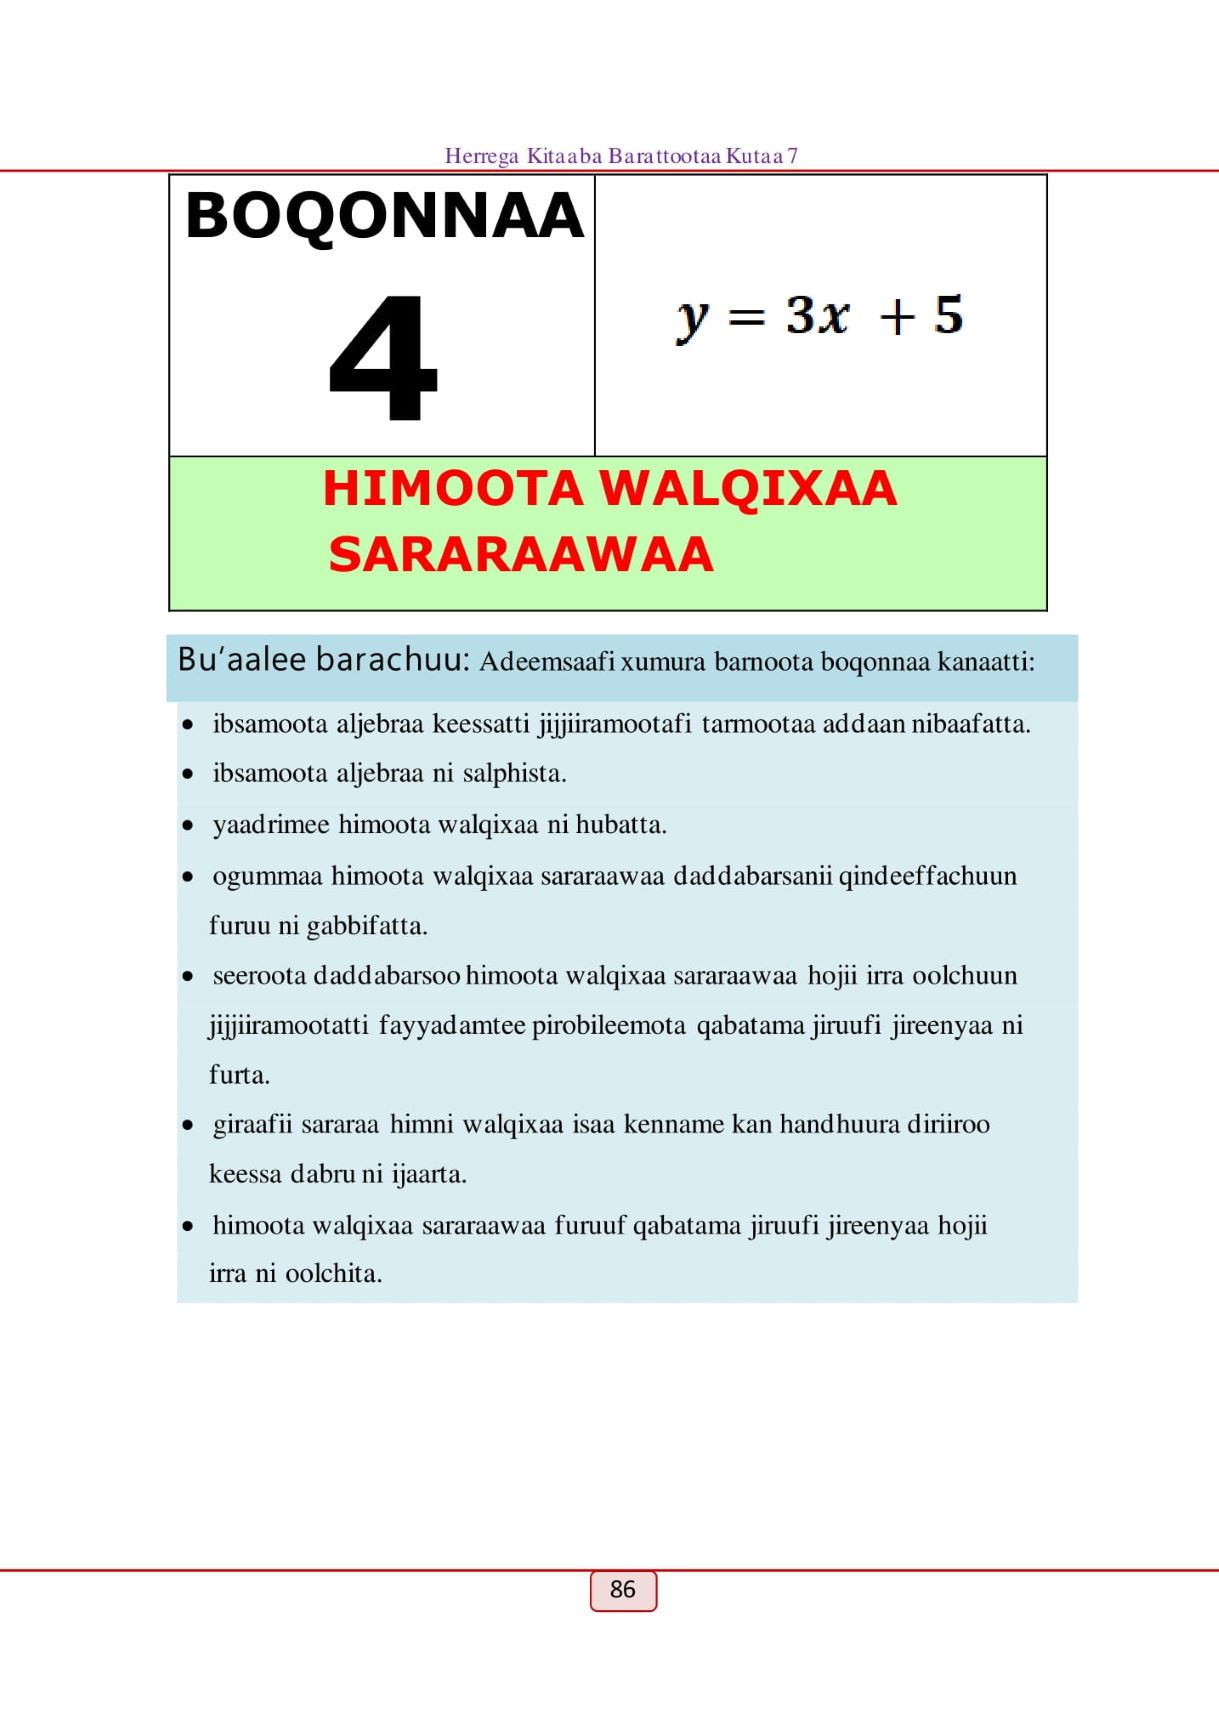 Herrega Kitaaba Barattootaa Kutaa 7
BOQONNAA
4
y = 3x + 5
HIMOOTA WALQIXAA
SARARAAWAA
Bu‘aalee barachuu: Adeemsaafi xumura barnoota boqonnaa kanaatti:
• ibsamoota aljebraa keessatti jijjiiramootafi tarmootaa addaan nibaafatta.
• ibsamoota aljebraa ni salphista.
• yaadrimee himoota walqixaa ni hubatta.
• ogummaa himoota walqixaa sararaawaa daddabarsanii qindeeffachuun
furuu ni gabbifatta.
• seeroota daddabarsoo himoota walqixaa sararaawaa hojii irra oolchuun
jijjiiramootatti fayyadamtee pirobileemota qabatama jiruufi jireenyaa ni
furta.
• giraafii sararaa himni walqixaa isaa kenname kan handhuura diriiroo
keessa dabru ni ijaarta.
• himoota walqixaa sararaawaa furuuf qabatama jiruufi jireenyaa hojii
irra ni oolchita.
86